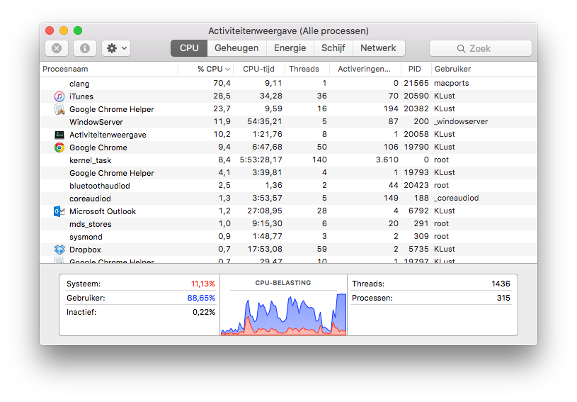 Activiteitenweergave (Alle processen)
CPU Geheugen Energie Schijf Netwerk Zoek
Procesnaam % CPU CPU-tijd Threads Activeringen... PID Gebruiker
clang 70,4 9,11 1 0 21565 macports
iTunes 28,5 34,28 36 70 20590 KLust
Google Chrome Helper 23,7 9,59 16 194 20382 KLust
WindowServer 11,9 54:35,21 5 87 200 _windowserver
Activiteitenweergave 10,2 1:21,76 8 1 20058 KLust
Google Chrome 9,4 6:47,68 50 106 19790 KLust
kernel_task 8,4 5:53:28,17 140 3.610 0 root
Google Chrome Helper 4,1 3:39,81 4 1 19793 KLust
bluetoothaudiod 2,5 1,36 2 44 20423 root
coreaudiod 1,3 3:53,57 5 149 188 _coreaudiod
Microsoft Outlook 1,2 27:08,95 28 4 6792 KLust
mds_stores 1,0 9:15,30 6 20 291 root
sysmond 0,9 1:48,77 3 2 309 root
Dropbox 0,7 17:53,08 59 2 5735 KLust
Google Chrome Helper 0,7 29,47 10 1 19797 KLust
Systeem: 11,13% CPU-BELASTING Threads: 1436
Gebruiker: 88,65% Processen: 315
Inactief: 0,22%